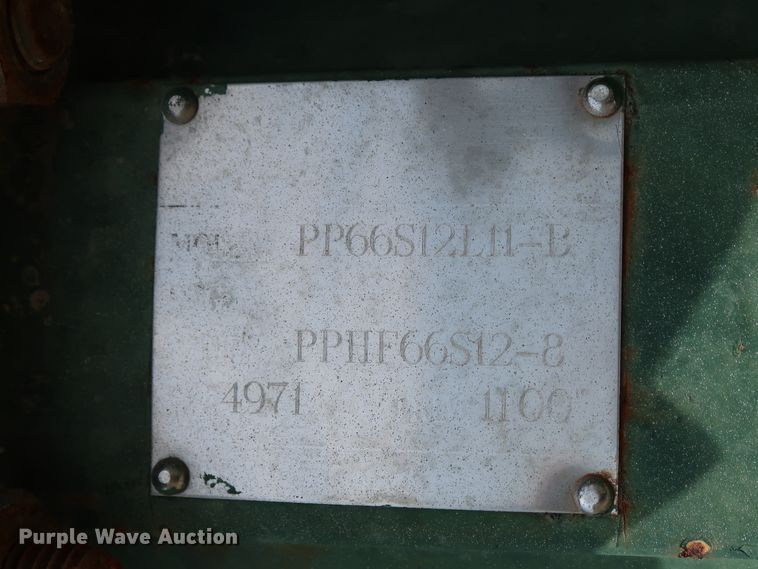 PP66S12L11-B
PPHF66S12-8
4971 1100
Purple Wave Auction